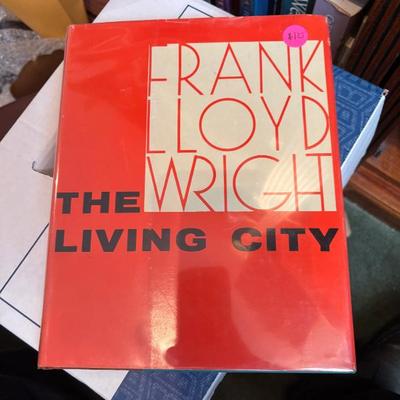 FRANK
LLOYD
WRIGHT
THE
LIVING CITY